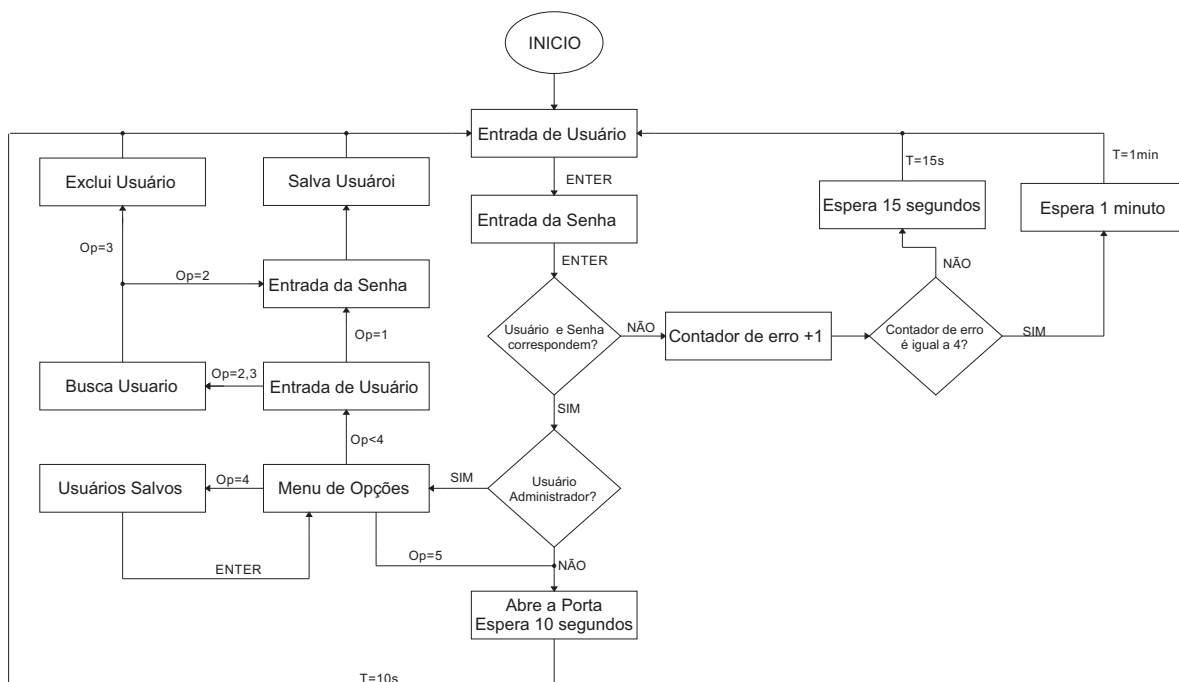 INICIO
Entrada de Usuário
T=15s
T=1min
Exclui Usuário
Salva Usuároi
ENTER
Espera 15 segundos
Espera 1 minuto
Entrada da Senha
Op=3
ENTER
NÃO
Op=2
Entrada da Senha
Usuário e Senha
correspondem?
NÃO
Contador de erro +1
Contador de erro
é igual a 4?
SIM
Op=1
Busca Usuario
Op=2,3
Entrada de Usuário
SIM
Op<4
Usuários Salvos
Op=4
Menu de Opções
SIM
Usuário
Administrador?
Op=5
NÃO
ENTER
Abre a Porta
Espera 10 segundos
T=10s